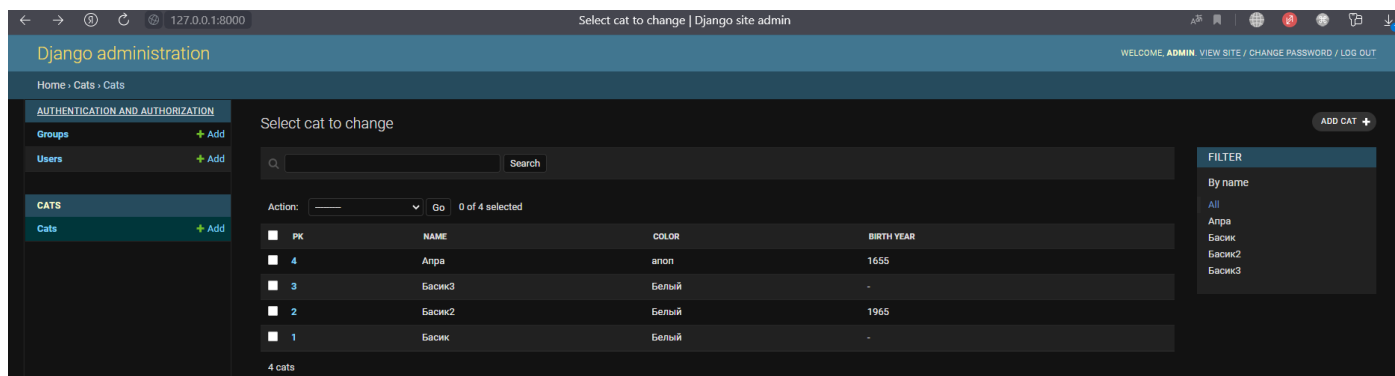 127.0.0.1:8000 Select cat to change | Django site admin
Django administration
WELCOME, ADMIN. VIEW SITE / CHANGE PASSWORD / LOG OUT
Home › Cats › Cats
AUTHENTICATION AND AUTHORIZATION
Groups + Add
Users + Add
CATS
Cats + Add
Select cat to change
ADD CAT +
Search
Action: --------- Go 0 of 4 selected
PK NAME COLOR BIRTH YEAR
4 Апра апоп 1655
3 Басик3 Белый -
2 Басик2 Белый 1965
1 Басик Белый -
4 cats
FILTER
By name
All
Апра
Басик
Басик2
Басик3